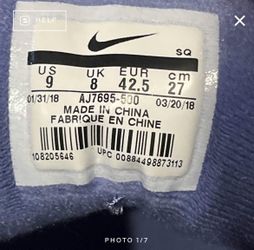 HELP
SQ
US UK EUR cm
9 8 42.5 27
01/31/18 AJ7695-500 03/20/18
MADE IN CHINA
FABRIQUE EN CHINE
108205646 UPC 00884498873113
PHOTO 1/7